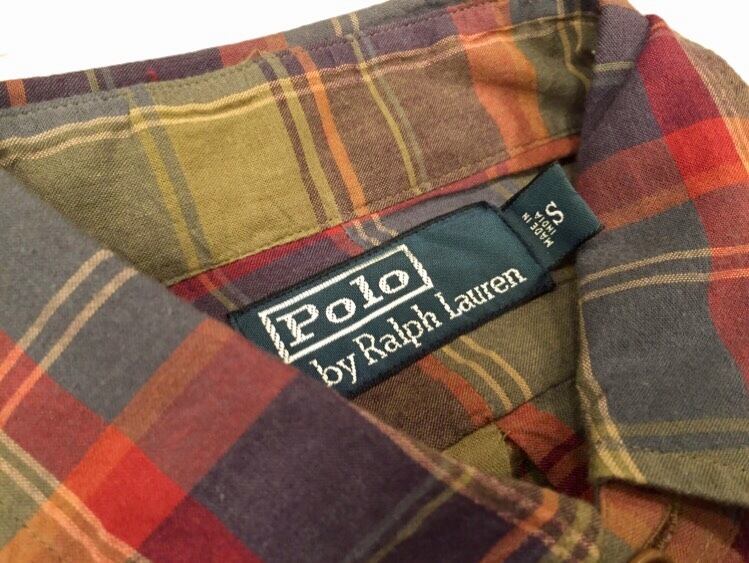 Polo
by Ralph Lauren
S
MADE IN
INDIA